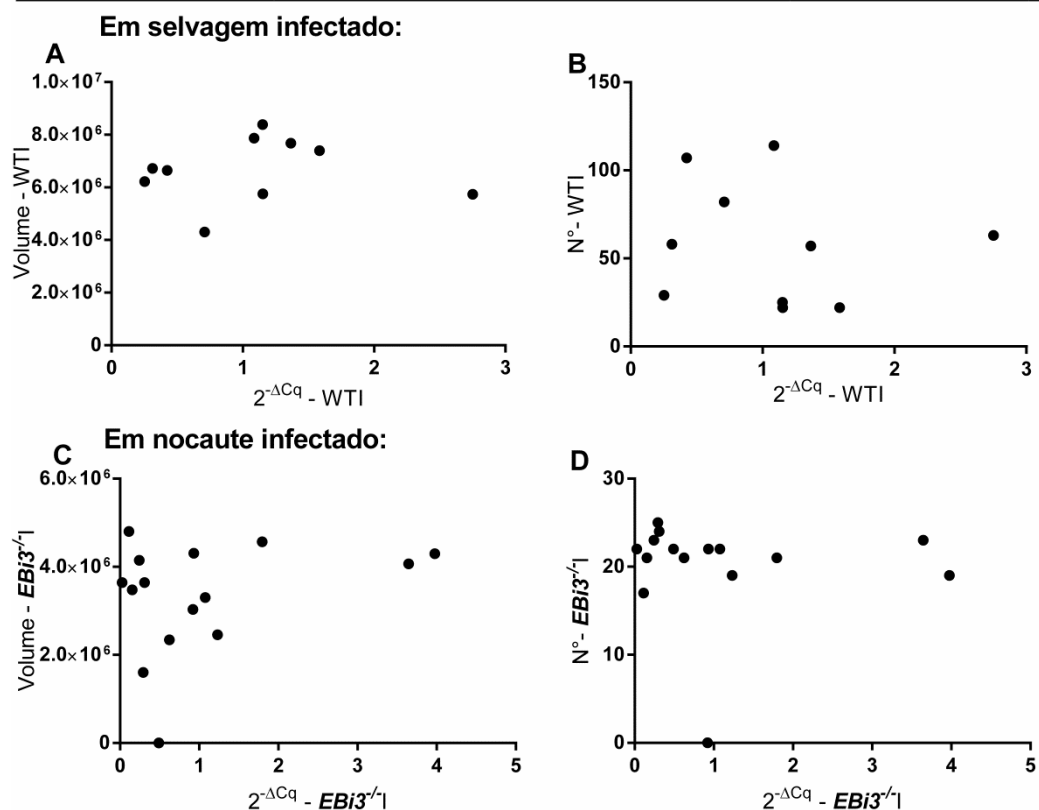 Em selvagem infectado:
A
Volume - WTI
1.0×10⁷
8.0×10⁶
6.0×10⁶
4.0×10⁶
2.0×10⁶
0
0 1 2 3
2^-ΔCq - WTI
B
N°- WTI
150
100
50
0
0 1 2 3
2^-ΔCq - WTI
Em nocaute infectado:
C
Volume - EBi3^-/-I
6.0×10⁶
4.0×10⁶
2.0×10⁶
0
0 1 2 3 4 5
2^-ΔCq - EBi3^-/-I
D
N°- EBi3^-/-I
30
20
10
0
0 1 2 3 4 5
2^-ΔCq - EBi3^-/-I